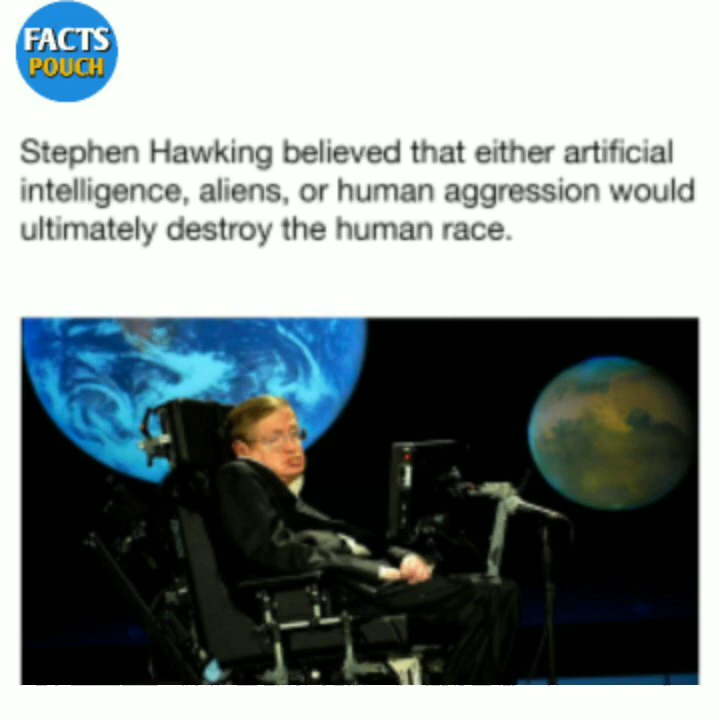 FACTS
POUCH
Stephen Hawking believed that either artificial
intelligence, aliens, or human aggression would
ultimately destroy the human race.